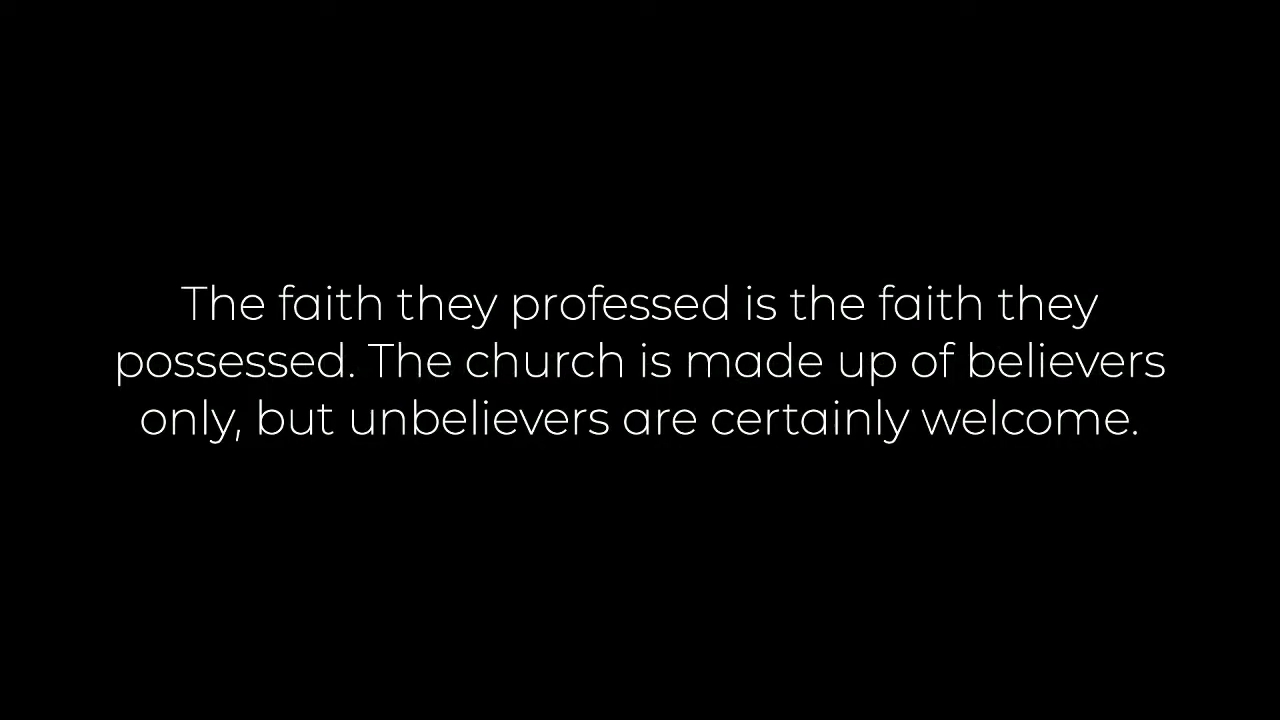 The faith they professed is the faith they
possessed. The church is made up of believers
only, but unbelievers are certainly welcome.